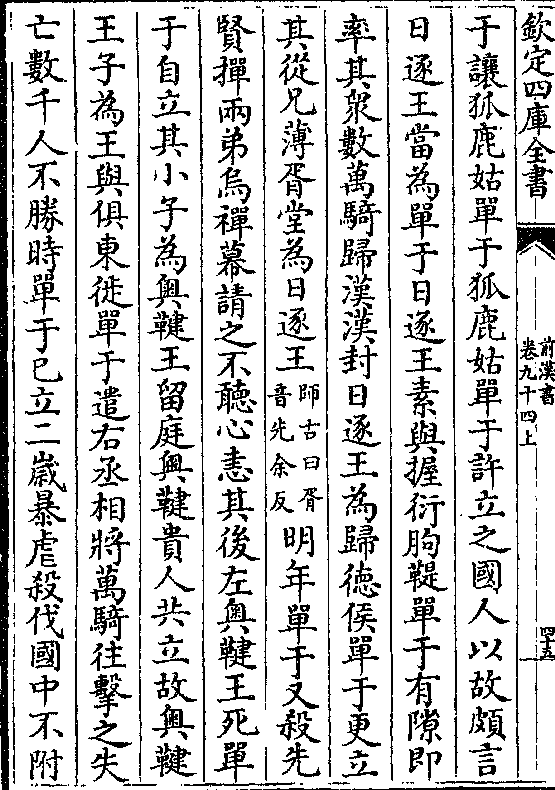 欽定四庫全書
前漢書
卷九十四上
四十五
于讓狐鹿姑單于狐鹿姑單于許立之國人以故頗言
日逐王當為單于日逐王素與握衍朐鞮單于有隙即
率其衆數萬騎歸漢漢封日逐王為歸徳侯單于更立
其從兄薄胥堂為日逐王師古曰胥音先余反明年單于又殺先
賢撣兩弟烏禪幕請之不聽心恚其後左奥鞬王死單
于自立其小子為奥鞬王留庭奥鞬貴人共立故奥鞬
王子為王與俱東徙單于遣右丞相將萬騎往擊之失
亡數千人不勝時單于已立二嵗暴虐殺伐國中不附